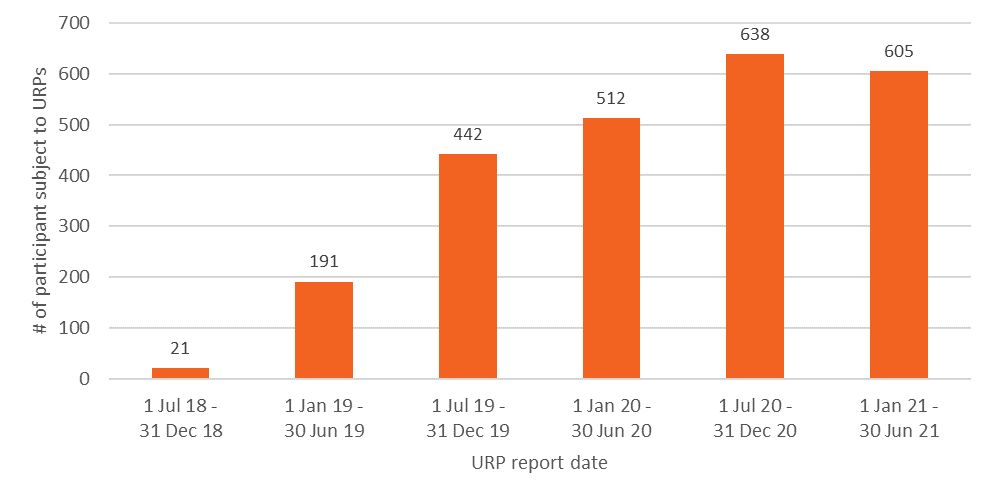 # of participant subject to URPs
700
600
500
400
300
200
100
0
21
191
442
512
638
605
1 Jul 18 -
31 Dec 18
1 Jan 19 -
30 Jun 19
1 Jul 19 -
31 Dec 19
1 Jan 20 -
30 Jun 20
1 Jul 20 -
31 Dec 20
1 Jan 21 -
30 Jun 21
URP report date